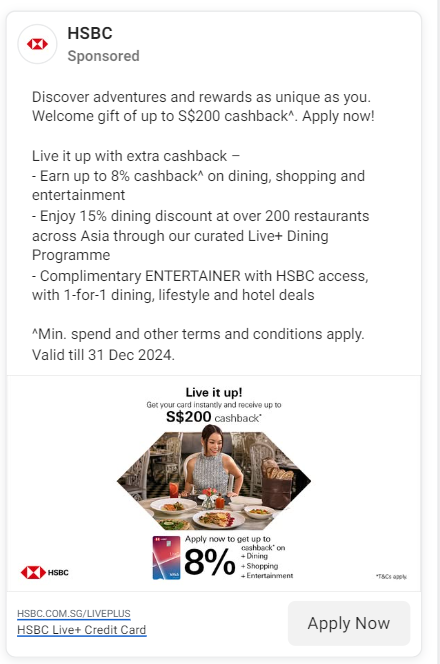 HSBC
Sponsored
Discover adventures and rewards as unique as you.
Welcome gift of up to S$200 cashback^. Apply now!
Live it up with extra cashback –
- Earn up to 8% cashback^ on dining, shopping and
entertainment
- Enjoy 15% dining discount at over 200 restaurants
across Asia through our curated Live+ Dining
Programme
- Complimentary ENTERTAINER with HSBC access,
with 1-for-1 dining, lifestyle and hotel deals
^Min. spend and other terms and conditions apply.
Valid till 31 Dec 2024.
Live it up!
Get your card instantly and receive up to
S$200 cashback*
Apply now to get up to
8% cashback* on
+ Dining
+ Shopping
+ Entertainment
VISA
HSBC
*T&Cs apply.
HSBC.COM.SG/LIVEPLUS
HSBC Live+ Credit Card
Apply Now